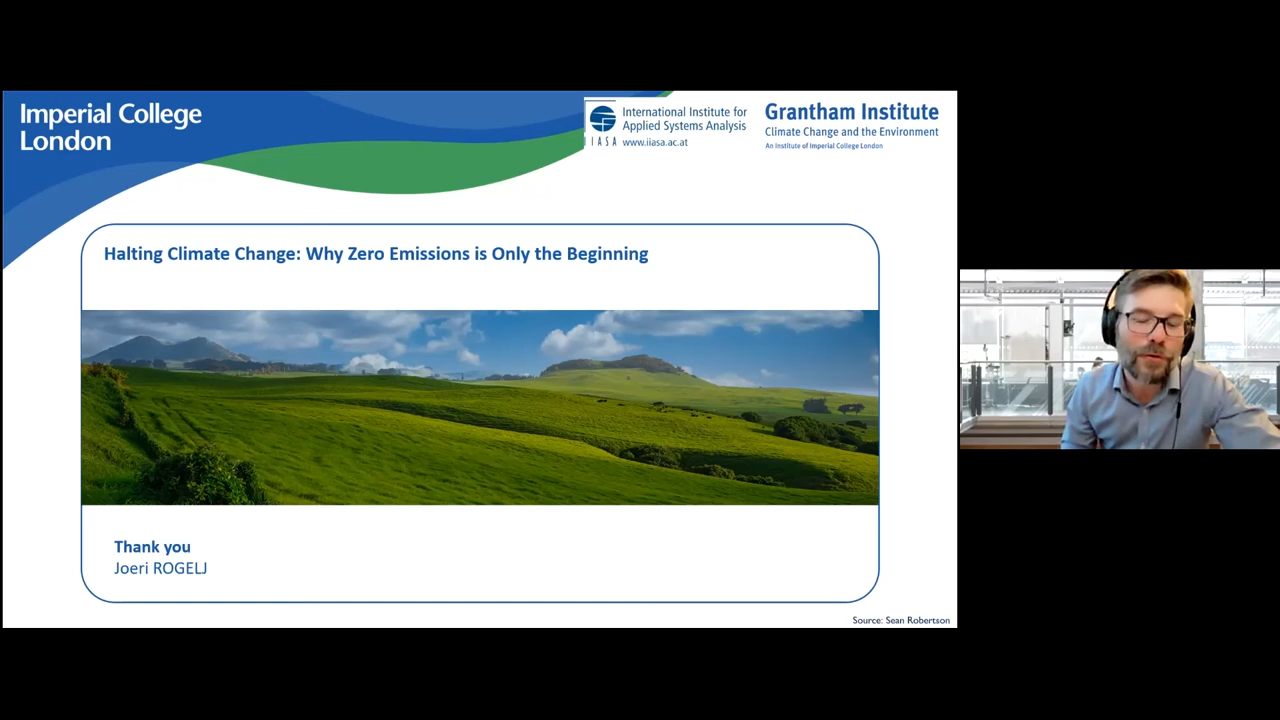 Imperial College
London
IIASA
International Institute for
Applied Systems Analysis
www.iiasa.ac.at
Grantham Institute
Climate Change and the Environment
An Institute of Imperial College London
Halting Climate Change: Why Zero Emissions is Only the Beginning
Thank you
Joeri ROGELJ
Source: Sean Robertson